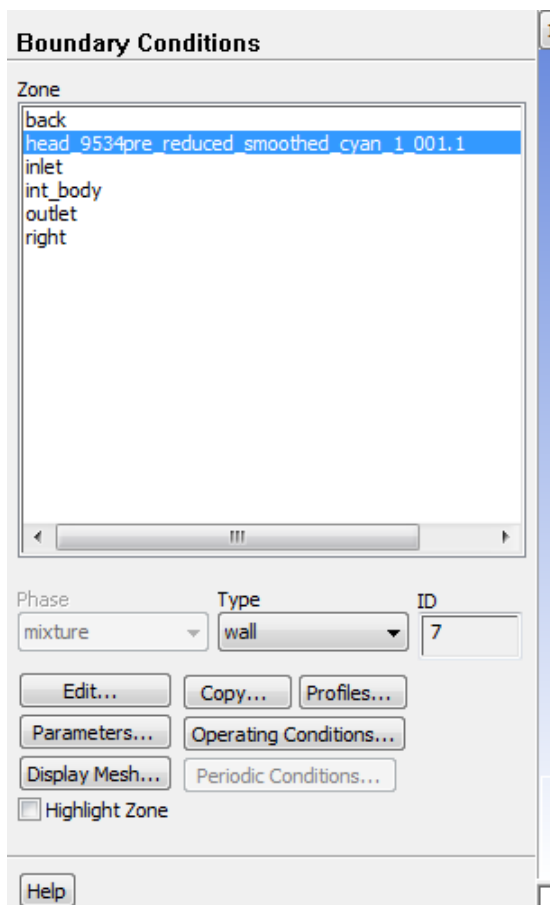 Boundary Conditions
Zone
back
head_9534pre_reduced_smoothed_cyan_1_001.1
inlet
int_body
outlet
right
Phase Type ID
mixture wall 7
Edit... Copy... Profiles...
Parameters... Operating Conditions...
Display Mesh... Periodic Conditions...
Highlight Zone
Help